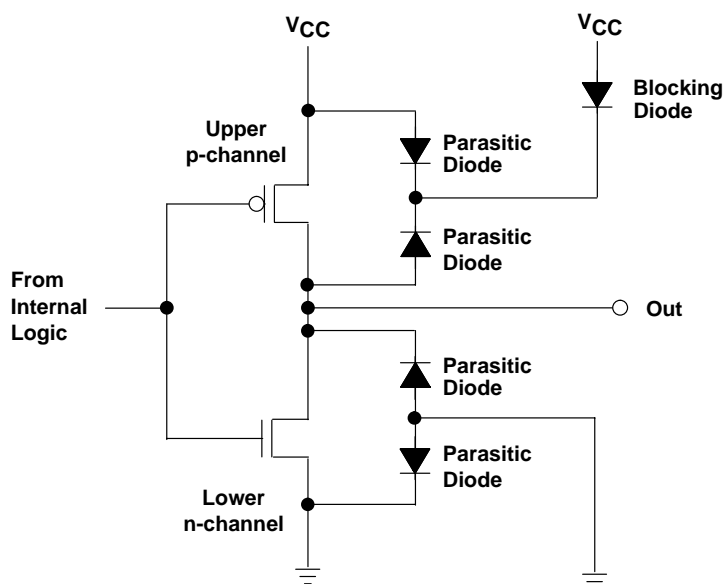 VCC
VCC
Blocking
Diode
Upper
p-channel
Parasitic
Diode
Parasitic
Diode
From
Internal
Logic
Out
Parasitic
Diode
Parasitic
Diode
Lower
n-channel